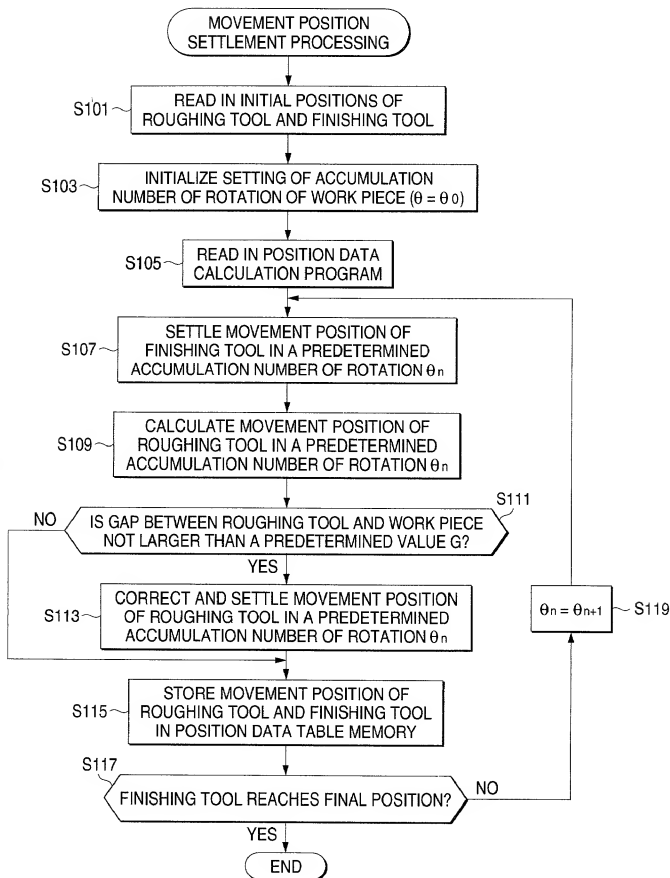 MOVEMENT POSITION
SETTLEMENT PROCESSING
S101
READ IN INITIAL POSITIONS OF
ROUGHING TOOL AND FINISHING TOOL
S103
INITIALIZE SETTING OF ACCUMULATION
NUMBER OF ROTATION OF WORK PIECE (θ = θ0)
S105
READ IN POSITION DATA
CALCULATION PROGRAM
S107
SETTLE MOVEMENT POSITION OF
FINISHING TOOL IN A PREDETERMINED
ACCUMULATION NUMBER OF ROTATION θn
S109
CALCULATE MOVEMENT POSITION OF
ROUGHING TOOL IN A PREDETERMINED
ACCUMULATION NUMBER OF ROTATION θn
S111
NO
IS GAP BETWEEN ROUGHING TOOL AND WORK PIECE
NOT LARGER THAN A PREDETERMINED VALUE G?
YES
S113
CORRECT AND SETTLE MOVEMENT POSITION
OF ROUGHING TOOL IN A PREDETERMINED
ACCUMULATION NUMBER OF ROTATION θn
θn = θn+1
S119
S115
STORE MOVEMENT POSITION OF
ROUGHING TOOL AND FINISHING TOOL
IN POSITION DATA TABLE MEMORY
S117
FINISHING TOOL REACHES FINAL POSITION?
NO
YES
END